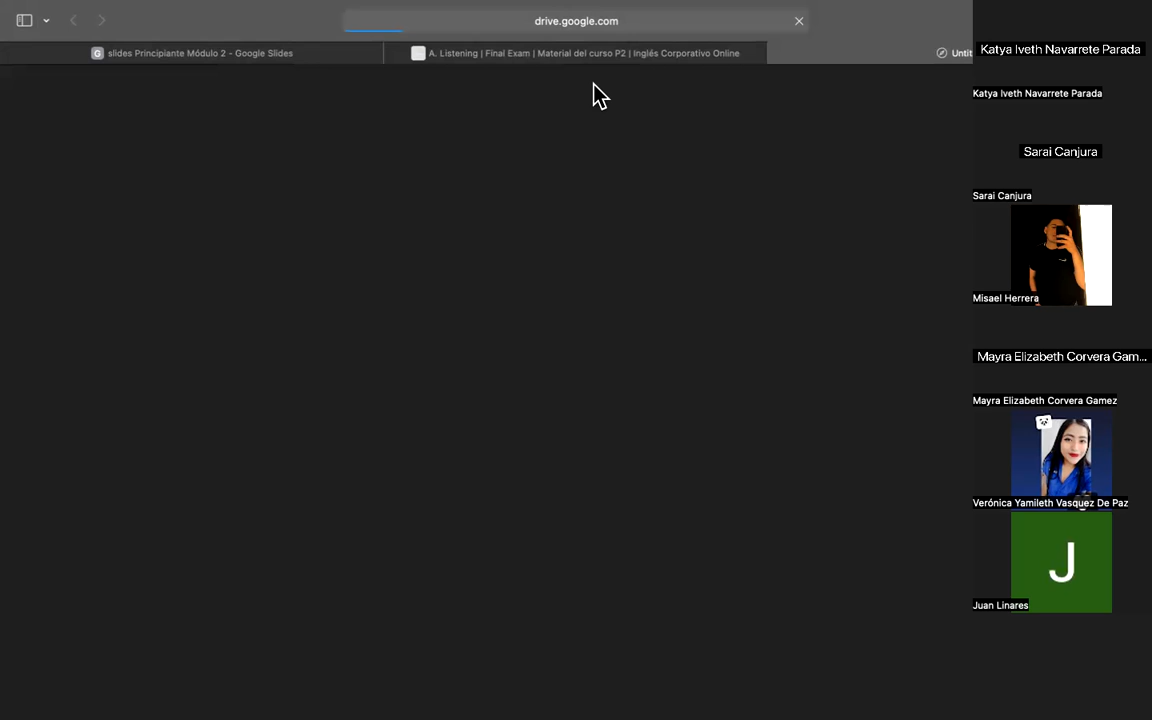 drive.google.com
G slides Principiante Módulo 2 - Google Slides
A. Listening | Final Exam | Material del curso P2 | Inglés Corporativo Online
Untit
Katya Iveth Navarrete Parada
Katya Iveth Navarrete Parada
Sarai Canjura
Sarai Canjura
Misael Herrera
Mayra Elizabeth Corvera Gam...
Mayra Elizabeth Corvera Gamez
Verónica Yamileth Vasquez De Paz
J
Juan Linares